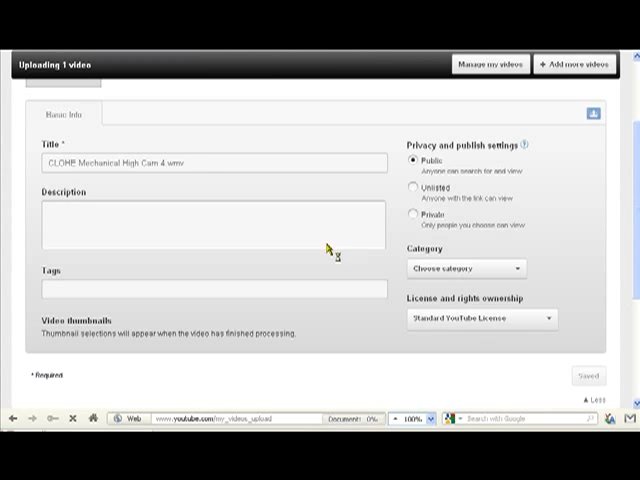 Uploading 1 video
Manage my videos
+ Add more videos
Basic Info
Title *
CLOHE Mechanical High Cam 4.wmv
Description
Tags
Video thumbnails
Thumbnail selections will appear when the video has finished processing.
Privacy and publish settings ?
Public
Anyone can search for and view
Unlisted
Anyone with the link can view
Private
Only people you choose can view
Category
Choose category
License and rights ownership
Standard YouTube License
* Required
Saved
Less
Web
www.youtube.com/my_videos_upload
Document: 0%
100%
Search with Google